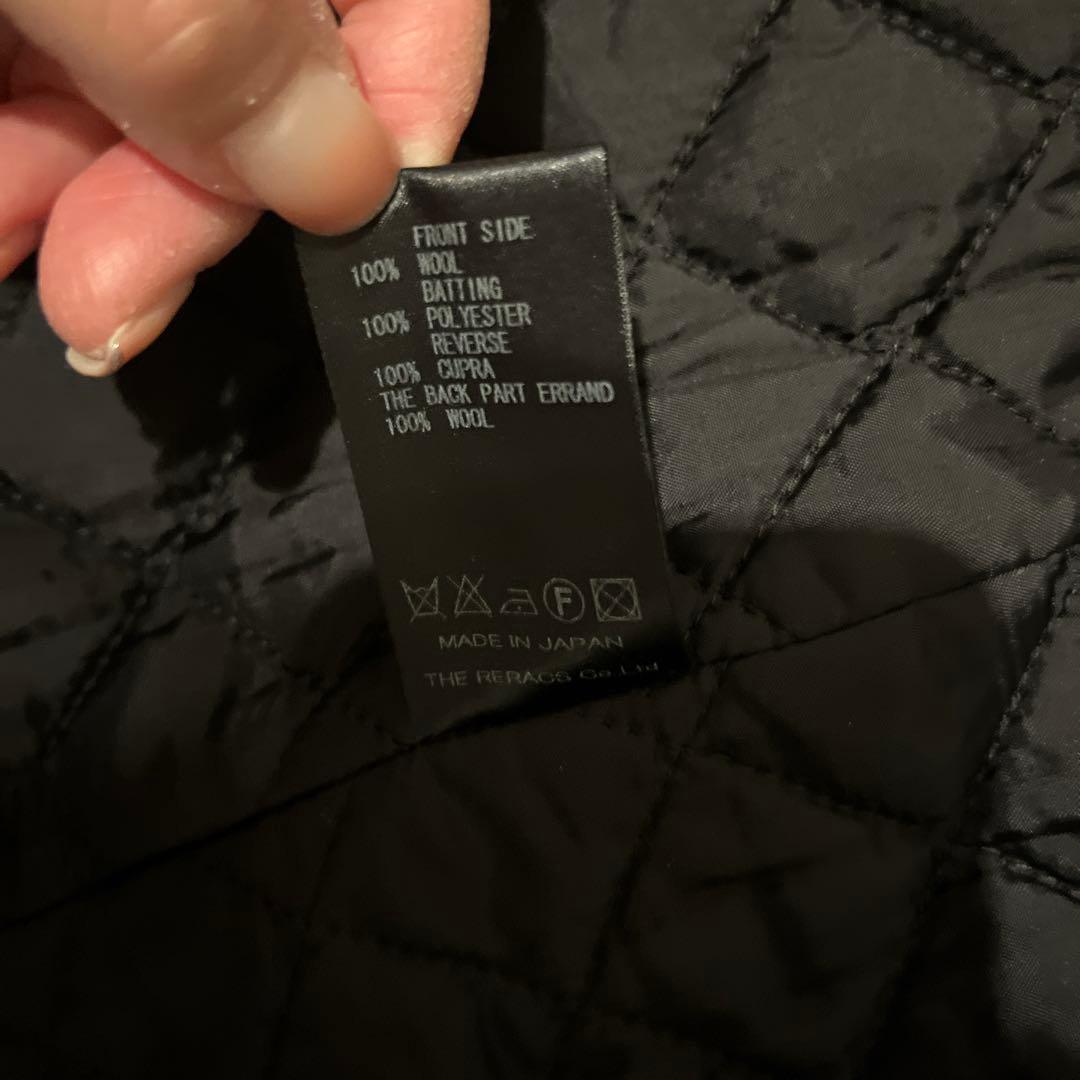 FRONT SIDE
100% WOOL
BATTING
100% POLYESTER
REVERSE
100% CUPRA
THE BACK PART ERRAND
100% WOOL
F
MADE IN JAPAN
THE RERACS Co.,Ltd